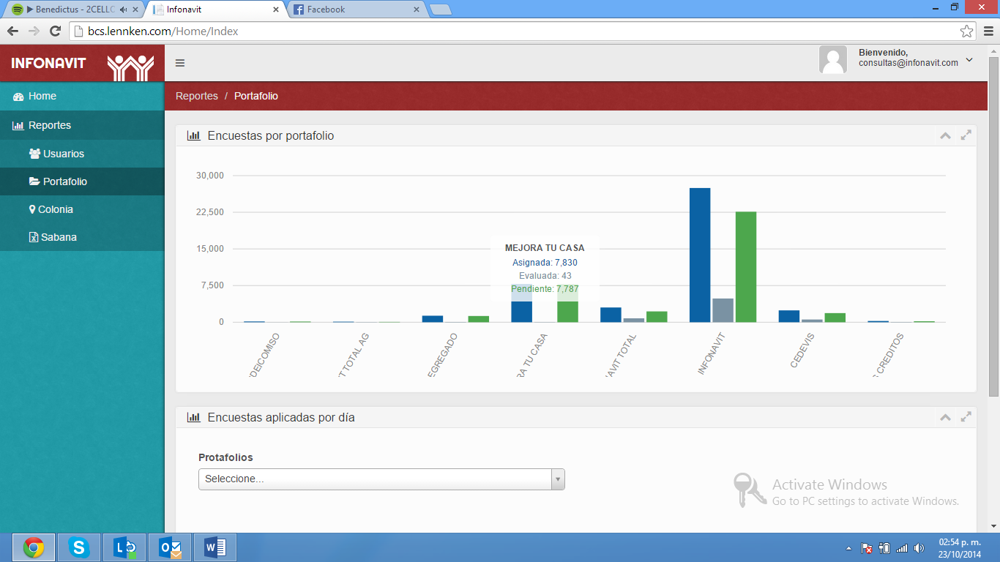 Benedictus - 2CELLO
Infonavit
Facebook
bcs.lennken.com/Home/Index
INFONAVIT
Bienvenido,
consultas@infonavit.com
Home
Reportes / Portafolio
Reportes
Usuarios
Portafolio
Colonia
Sabana
Encuestas por portafolio
30,000
22,500
15,000
7,500
0
MEJORA TU CASA
Asignada: 7,830
Evaluada: 43
Pendiente: 7,787
DEICOMISO
IT TOTAL AG
EGREGADO
RA TU CASA
NAVIT TOTAL
INFONAVIT
CEDEVIS
S CREDITOS
Encuestas aplicadas por día
Protafolios
Seleccione...
Activate Windows
Go to PC settings to activate Windows.
02:54 p. m.
23/10/2014